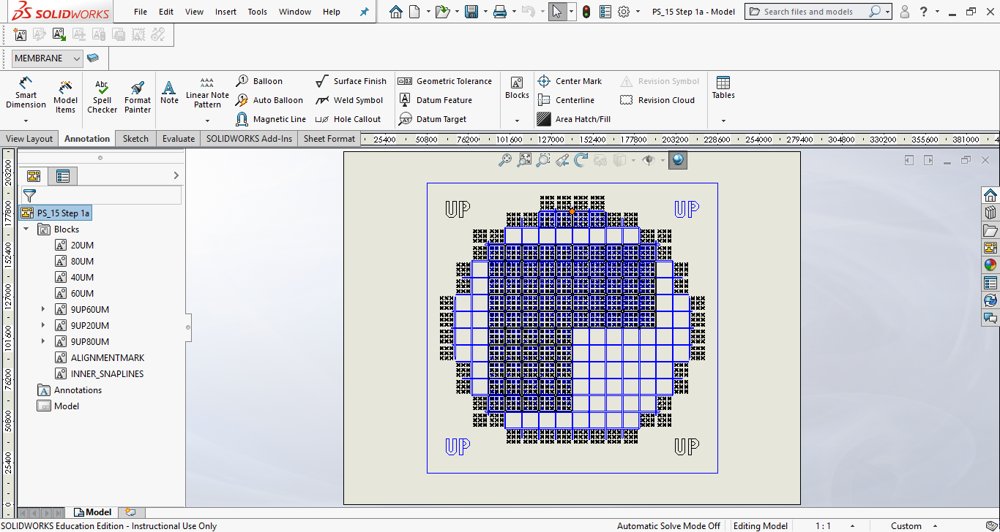 SOLIDWORKS File Edit View Insert Tools Window Help PS_15 Step 1a - Model Search files and models ?
MEMBRANE
Smart Dimension
Model Items
Abc
Spell Checker
Format Painter
Note
Linear Note Pattern
Balloon
Auto Balloon
Magnetic Line
Surface Finish
Weld Symbol
Hole Callout
Geometric Tolerance
Datum Feature
Datum Target
Blocks
Center Mark
Centerline
Area Hatch/Fill
Revision Symbol
Revision Cloud
Tables
View Layout Annotation Sketch Evaluate SOLIDWORKS Add-Ins Sheet Format
25400 50800 76200 101600 127000 152400 177800 203200 228600 254000 279400 304800 330200 355600 381000 4
203200
177800
152400
127000
101600
76200
50800
25400
0
PS_15 Step 1a
Blocks
20UM
80UM
40UM
60UM
9UP60UM
9UP20UM
9UP80UM
ALIGNMENTMARK
INNER_SNAPLINES
Annotations
Model
UP UP
UP UP
Model
SOLIDWORKS Education Edition - Instructional Use Only Automatic Solve Mode Off Editing Model 1 : 1 Custom